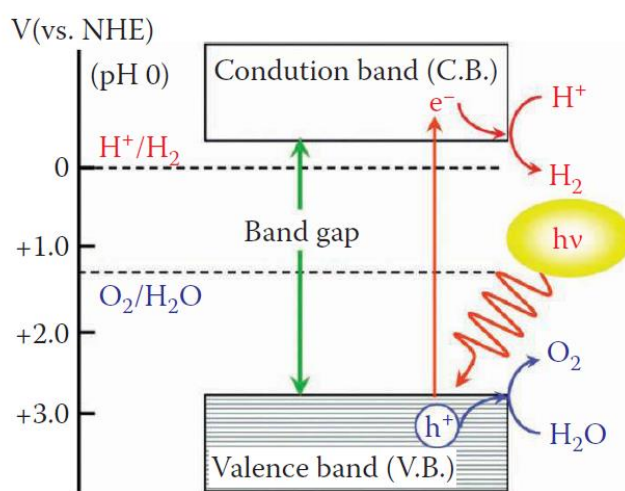 V(vs. NHE)
(pH 0)
Condution band (C.B.)
e⁻
H⁺
H⁺/H₂
0
H₂
Band gap
hν
+1.0
O₂/H₂O
+2.0
O₂
+3.0
h⁺
H₂O
Valence band (V.B.)